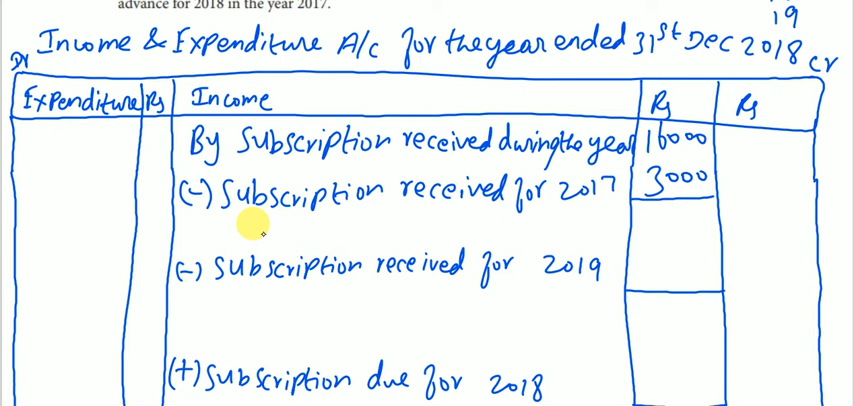 advance for 2018 in the year 2017.
19
Income & Expenditure A/c for the year ended 31st Dec 2018
Dr Cr
Expenditure Rs Income Rs Rs
By Subscription received during the year 16000
(-) Subscription received for 2017 3000
(-) Subscription received for 2019
(+) Subscription due for 2018